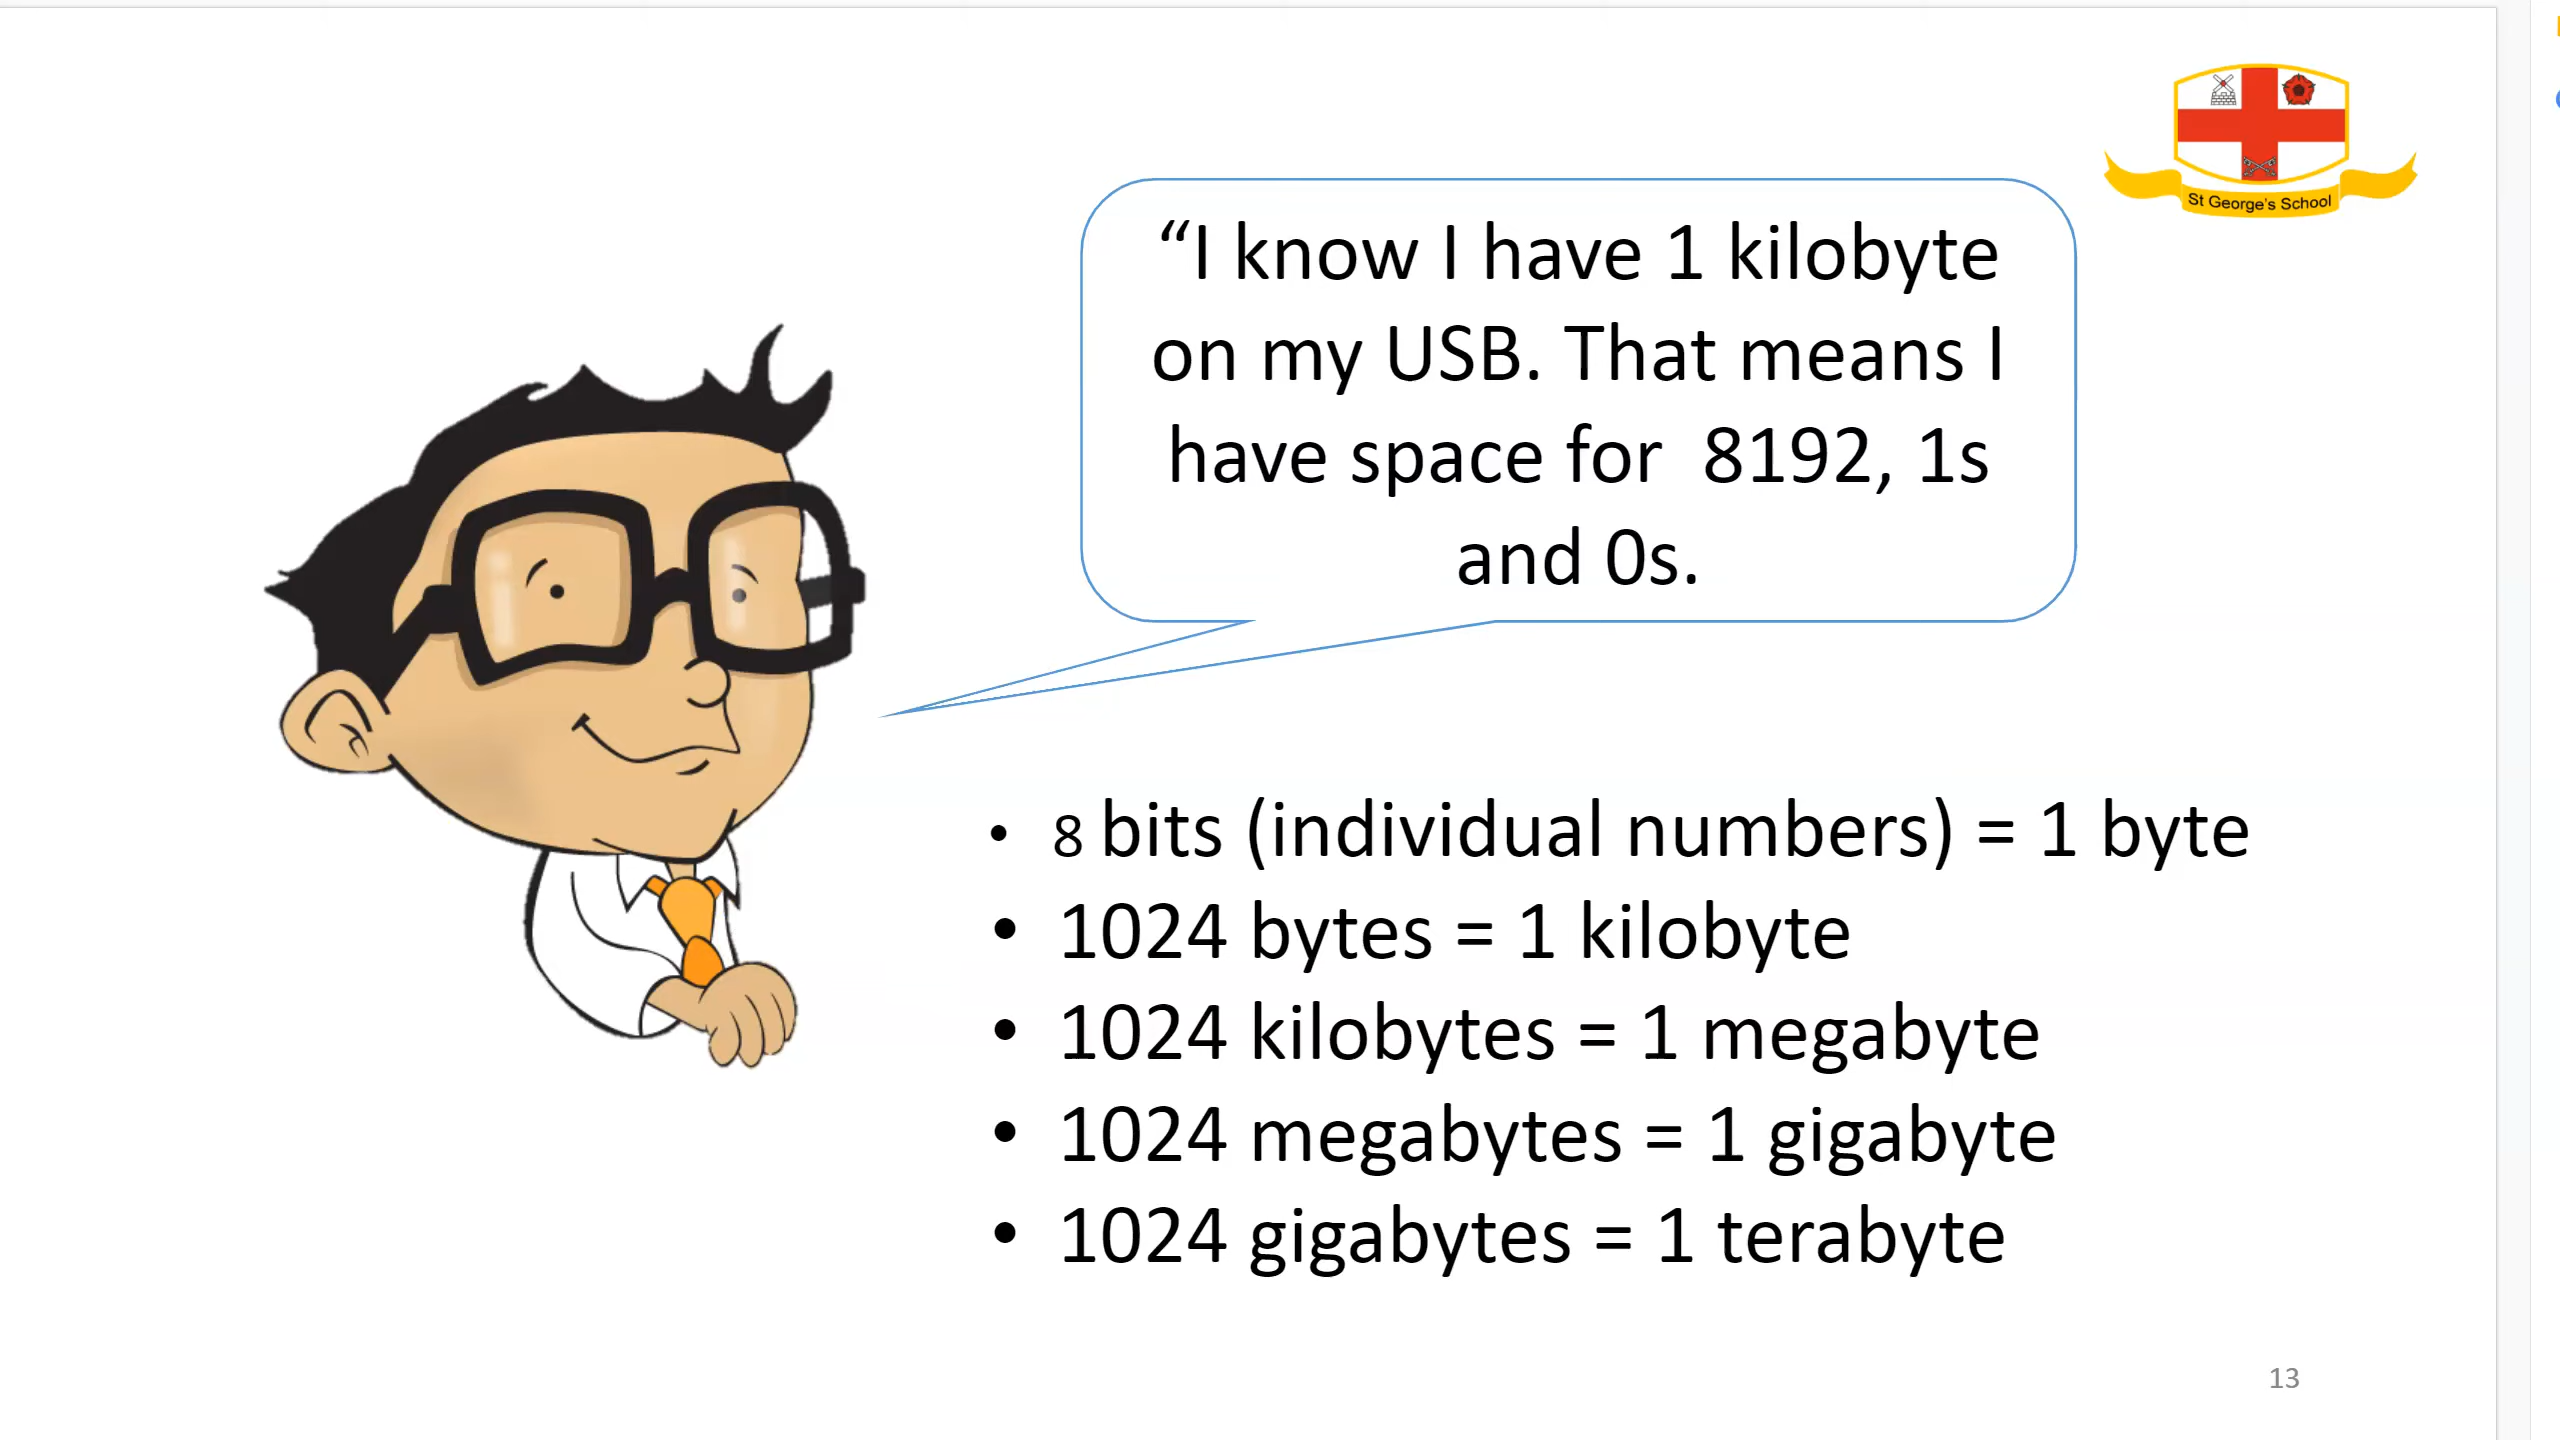 St George's School
“I know I have 1 kilobyte
on my USB. That means I
have space for  8192, 1s
and 0s.
• 8 bits (individual numbers) = 1 byte
• 1024 bytes = 1 kilobyte
• 1024 kilobytes = 1 megabyte
• 1024 megabytes = 1 gigabyte
• 1024 gigabytes = 1 terabyte
13